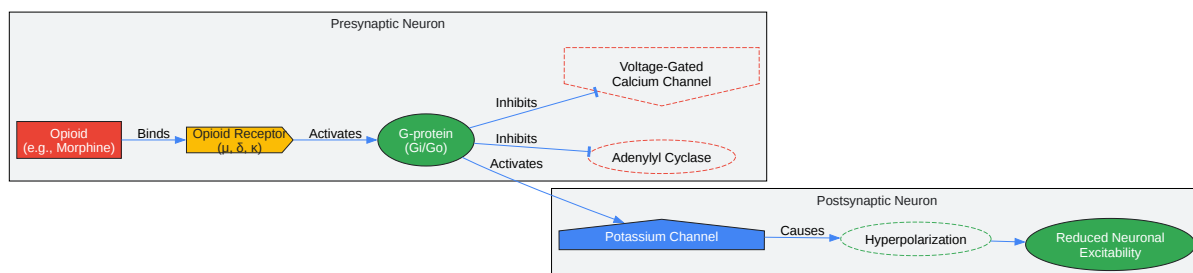 Presynaptic Neuron
Voltage-Gated
Calcium Channel
Inhibits
Opioid
(e.g., Morphine)
Binds
Opioid Receptor
(μ, δ, κ)
Activates
G-protein
(Gi/Go)
Inhibits
Adenylyl Cyclase
Activates
Postsynaptic Neuron
Potassium Channel
Causes
Hyperpolarization
Reduced Neuronal
Excitability